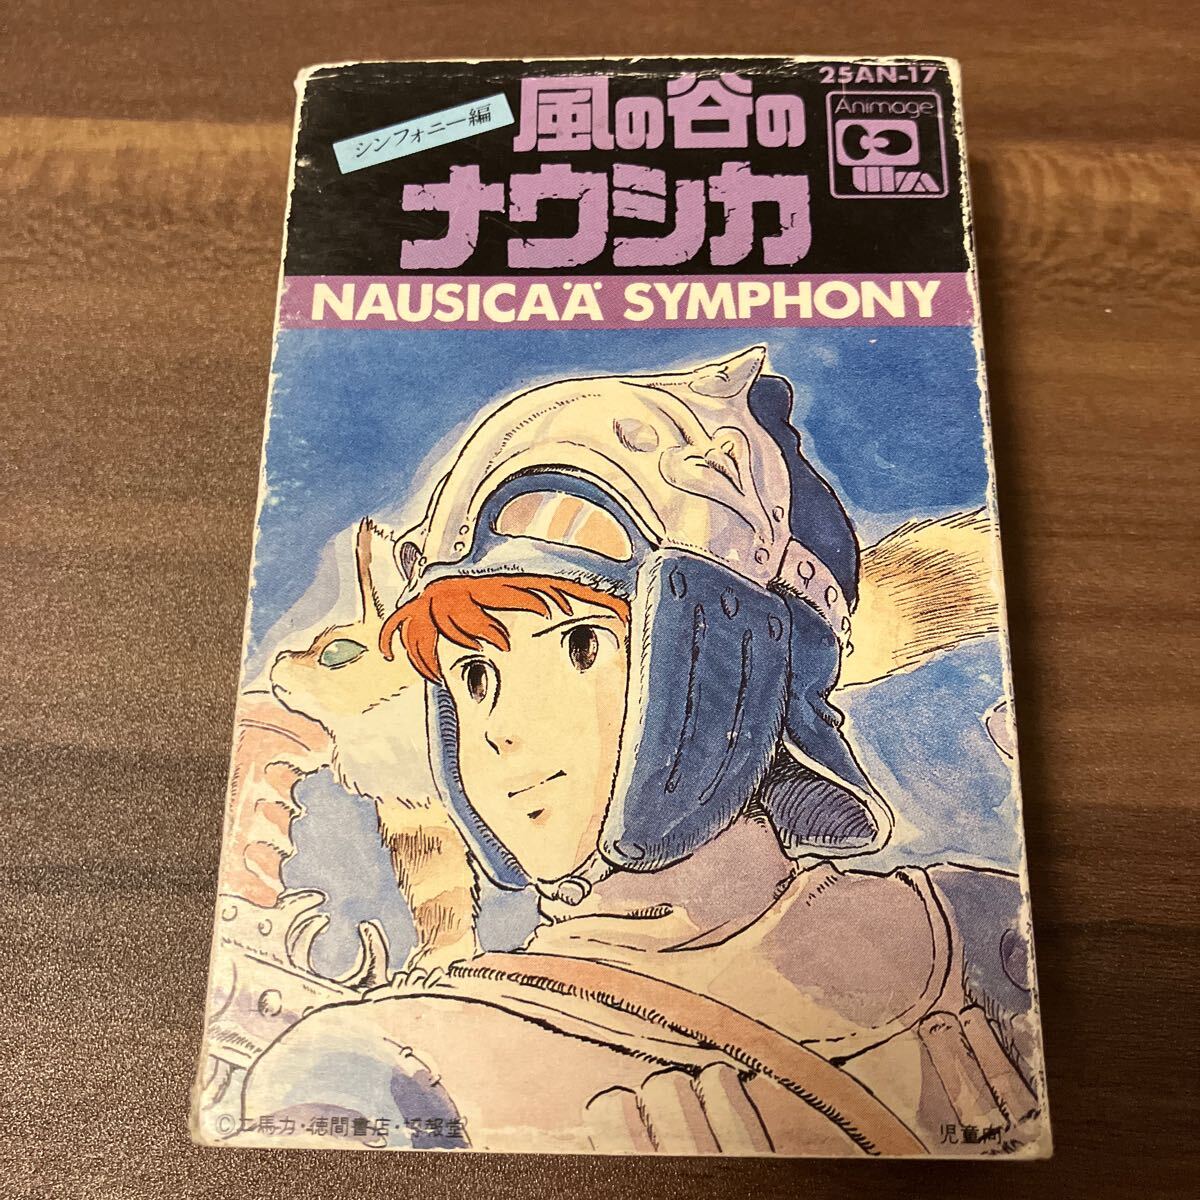 25AN-17
Animage
シンフォニー編
風の谷の
ナウシカ
NAUSICAÄ SYMPHONY
©二馬力・徳間書店・博報堂
児童向